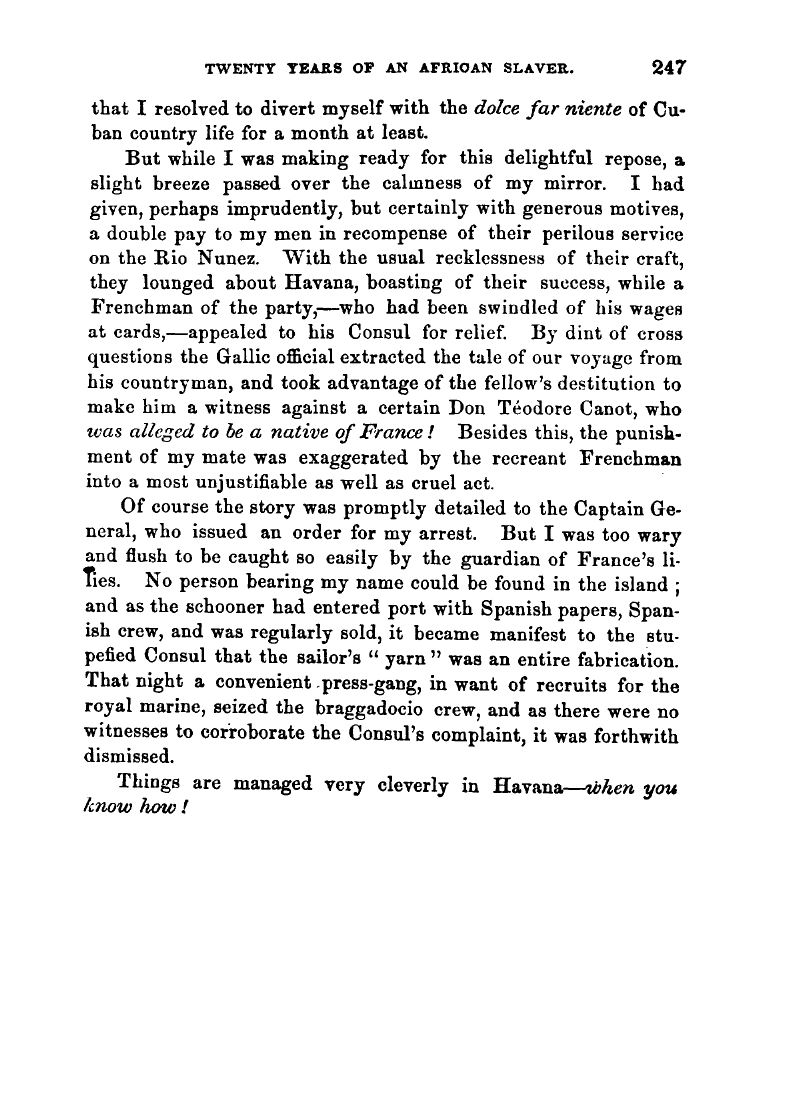 TWENTY YEARS OF AN AFRICAN SLAVER. 247
that I resolved to divert myself with the dolce far niente of Cu-
ban country life for a month at least.
But while I was making ready for this delightful repose, a
slight breeze passed over the calmness of my mirror. I had
given, perhaps imprudently, but certainly with generous motives,
a double pay to my men in recompense of their perilous service
on the Rio Nunez. With the usual recklessness of their craft,
they lounged about Havana, boasting of their success, while a
Frenchman of the party,—who had been swindled of his wages
at cards,—appealed to his Consul for relief. By dint of cross
questions the Gallic official extracted the tale of our voyage from
his countryman, and took advantage of the fellow's destitution to
make him a witness against a certain Don Téodore Canot, who
was alleged to be a native of France! Besides this, the punish-
ment of my mate was exaggerated by the recreant Frenchman
into a most unjustifiable as well as cruel act.
Of course the story was promptly detailed to the Captain Ge-
neral, who issued an order for my arrest. But I was too wary
and flush to be caught so easily by the guardian of France's li-
lies. No person bearing my name could be found in the island;
and as the schooner had entered port with Spanish papers, Span-
ish crew, and was regularly sold, it became manifest to the stu-
pefied Consul that the sailor's "yarn" was an entire fabrication.
That night a convenient press-gang, in want of recruits for the
royal marine, seized the braggadocio crew, and as there were no
witnesses to corroborate the Consul's complaint, it was forthwith
dismissed.
Things are managed very cleverly in Havana—when you
know how!